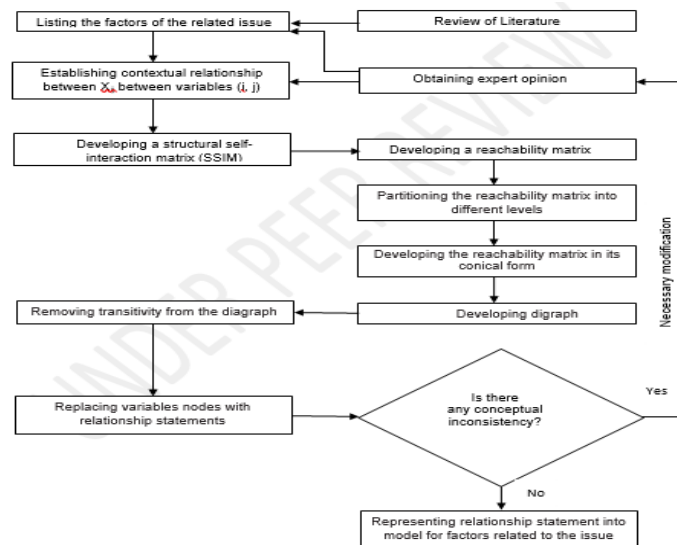 Listing the factors of the related issue
Review of Literature
Establishing contextual relationship
between X, between variables (i, j)
Obtaining expert opinion
Developing a structural self-
interaction matrix (SSIM)
Developing a reachability matrix
Partitioning the reachability matrix into
different levels
Developing the reachability matrix in its
conical form
Necessary modification
Removing transitivity from the diagraph
Developing digraph
Replacing variables nodes with
relationship statements
Is there
any conceptual
inconsistency?
Yes
No
Representing relationship statement into
model for factors related to the issue
UNDER PEER REVIEW